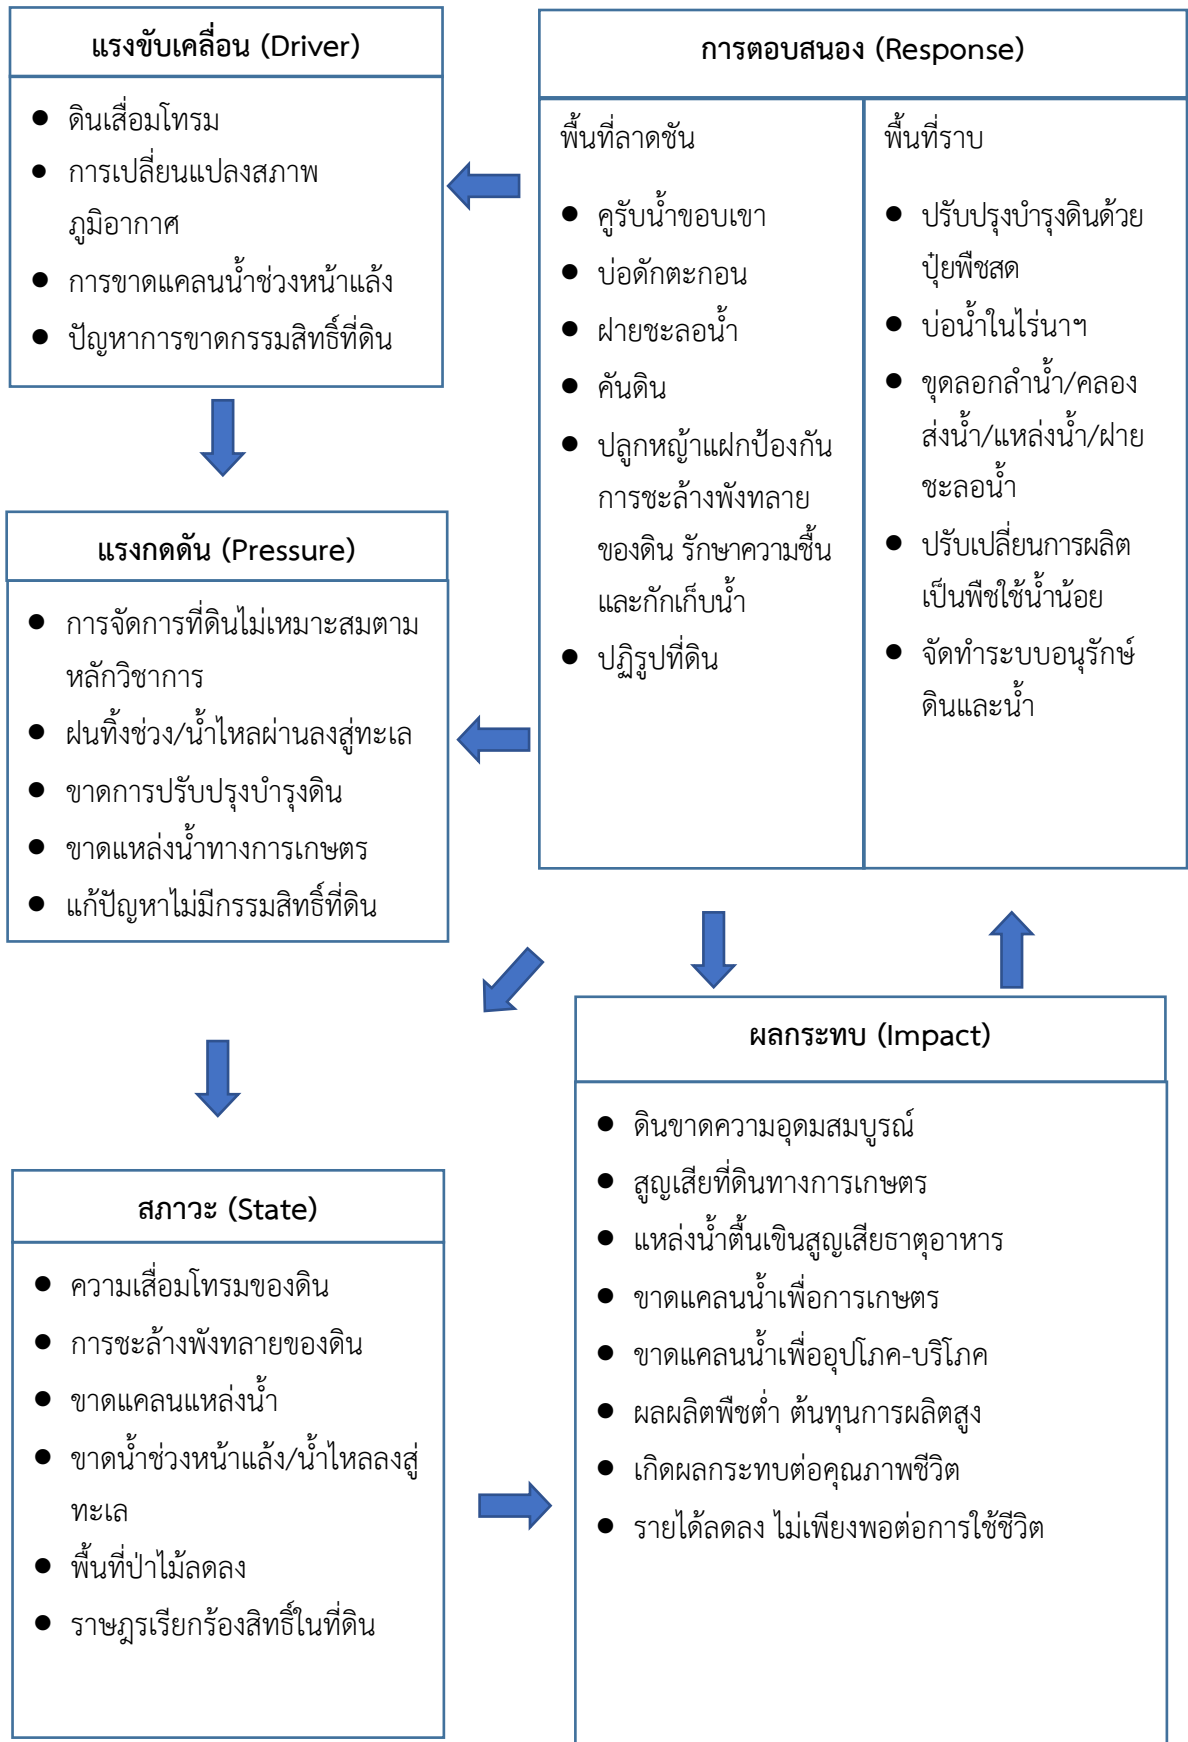 แรงขับเคลื่อน (Driver)
ดินเสื่อมโทรม
การเปลี่ยนแปลงสภาพ
ภูมิอากาศ
การขาดแคลนน้ำช่วงหน้าแล้ง
ปัญหาการขาดกรรมสิทธิ์ที่ดิน
การตอบสนอง (Response)
พื้นที่ลาดชัน
คูรับน้ำขอบเขา
บ่อดักตะกอน
ฝายชะลอน้ำ
คันดิน
ปลูกหญ้าแฝกป้องกัน
การชะล้างพังทลาย
ของดิน รักษาความชื้น
และกักเก็บน้ำ
ปฏิรูปที่ดิน
พื้นที่ราบ
ปรับปรุงบำรุงดินด้วย
ปุ๋ยพืชสด
บ่อน้ำในไร่นาฯ
ขุดลอกลำน้ำ/คลอง
ส่งน้ำ/แหล่งน้ำ/ฝาย
ชะลอน้ำ
ปรับเปลี่ยนการผลิต
เป็นพืชใช้น้ำน้อย
จัดทำระบบอนุรักษ์
ดินและน้ำ
แรงกดดัน (Pressure)
การจัดการที่ดินไม่เหมาะสมตาม
หลักวิชาการ
ฝนทิ้งช่วง/น้ำไหลผ่านลงสู่ทะเล
ขาดการปรับปรุงบำรุงดิน
ขาดแหล่งน้ำทางการเกษตร
แก้ปัญหาไม่มีกรรมสิทธิ์ที่ดิน
สภาวะ (State)
ความเสื่อมโทรมของดิน
การชะล้างพังทลายของดิน
ขาดแคลนแหล่งน้ำ
ขาดน้ำช่วงหน้าแล้ง/น้ำไหลลงสู่
ทะเล
พื้นที่ป่าไม้ลดลง
ราษฎรเรียกร้องสิทธิ์ในที่ดิน
ผลกระทบ (Impact)
ดินขาดความอุดมสมบูรณ์
สูญเสียที่ดินทางการเกษตร
แหล่งน้ำตื้นเขินสูญเสียธาตุอาหาร
ขาดแคลนน้ำเพื่อการเกษตร
ขาดแคลนน้ำเพื่ออุปโภค-บริโภค
ผลผลิตพืชต่ำ ต้นทุนการผลิตสูง
เกิดผลกระทบต่อคุณภาพชีวิต
รายได้ลดลง ไม่เพียงพอต่อการใช้ชีวิต